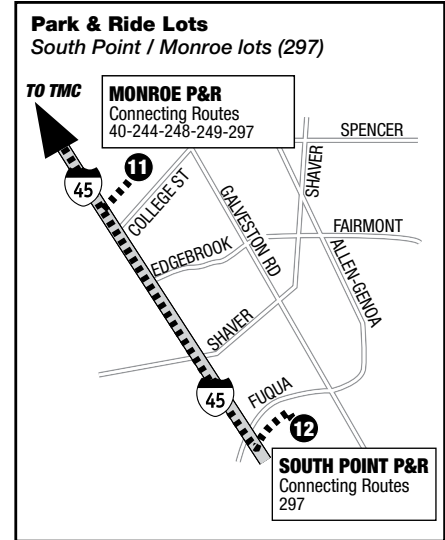 Park & Ride Lots
South Point / Monroe lots (297)
TO TMC
MONROE P&R
Connecting Routes
40-244-248-249-297
SPENCER
11
45
COLLEGE ST
SHAVER
GALVESTON RD
FAIRMONT
EDGEBROOK
ALLEN-GENOA
SHAVER
45
FUQUA
12
SOUTH POINT P&R
Connecting Routes
297